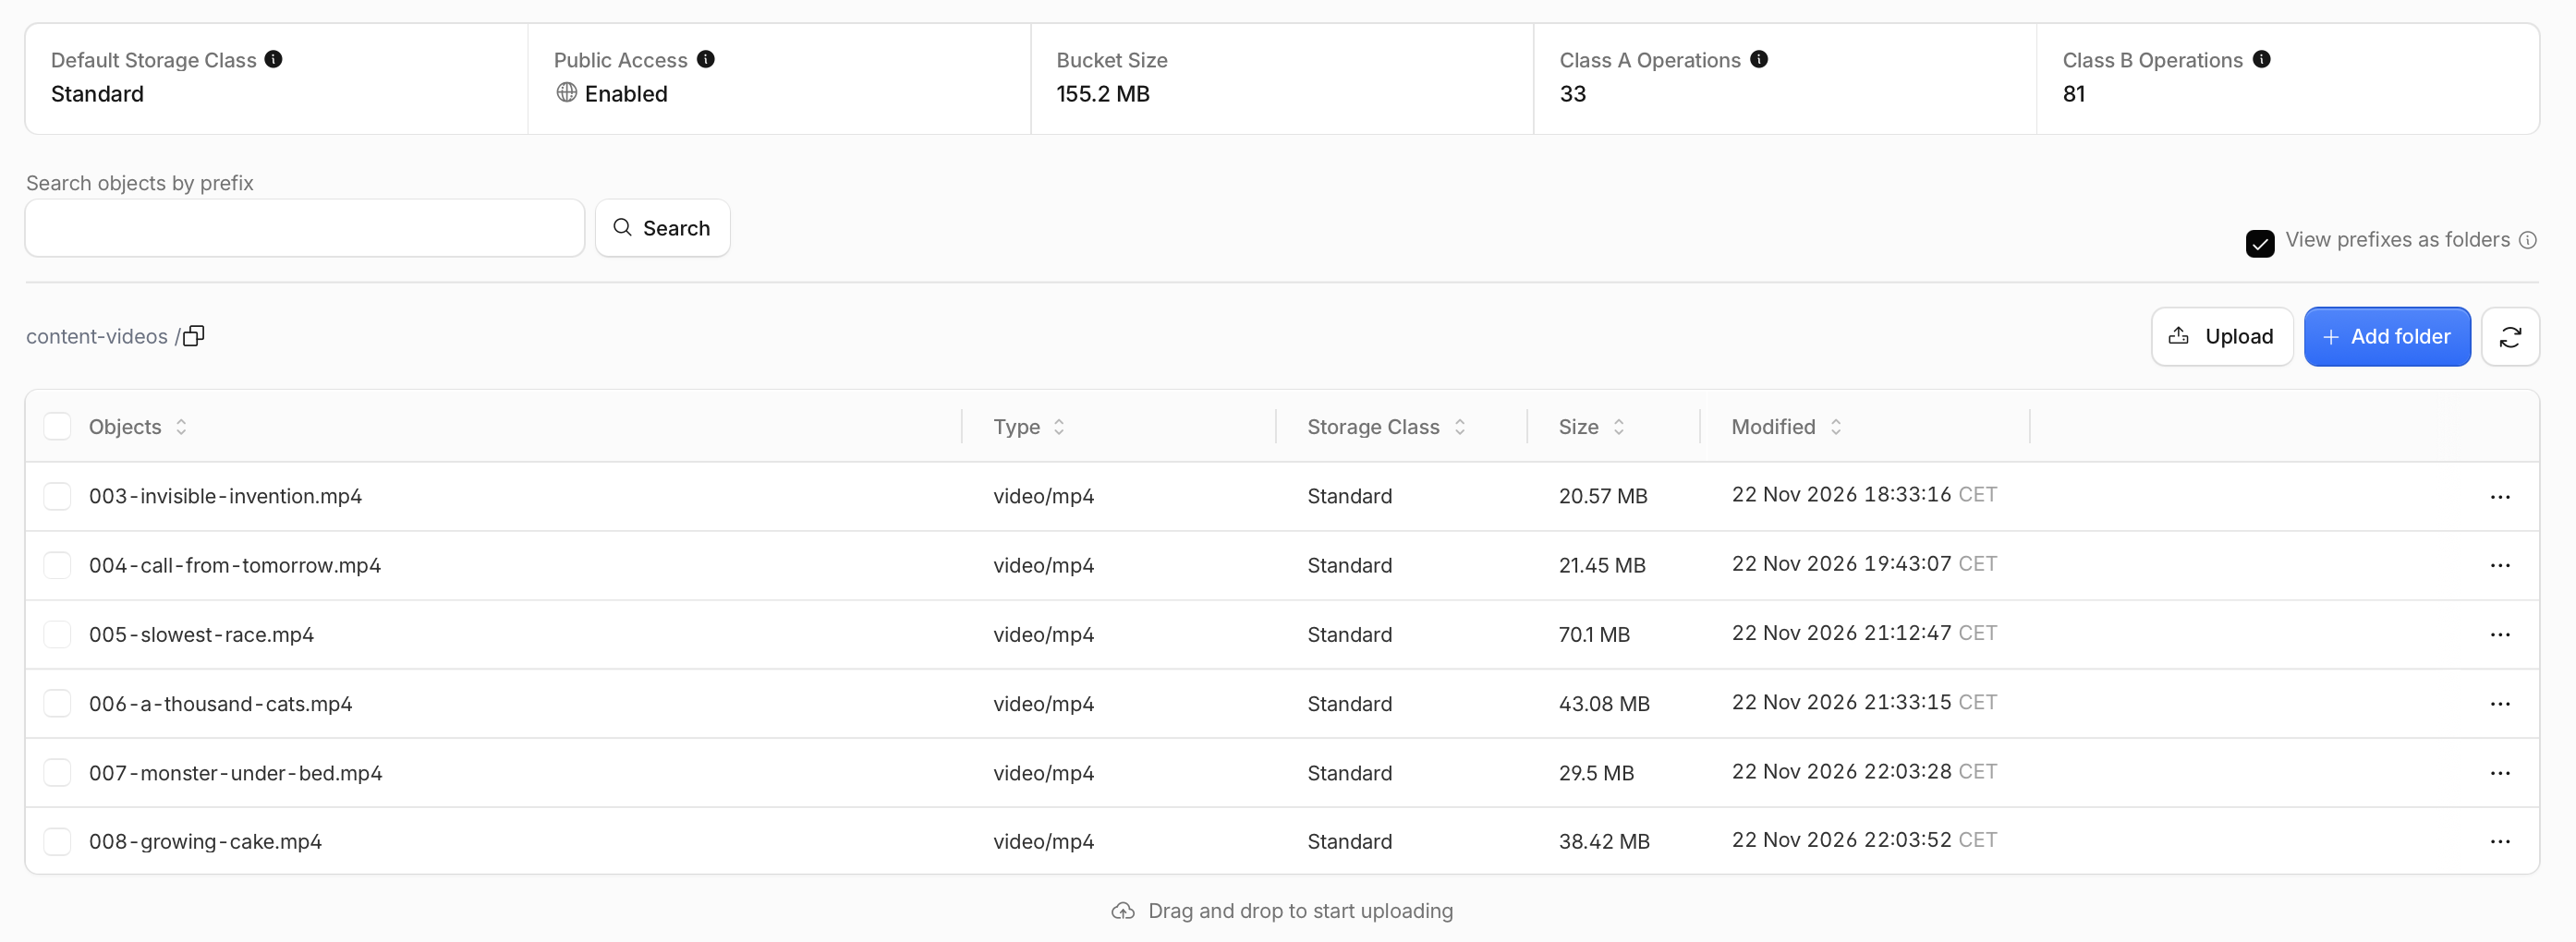 Default Storage Class
Standard
Public Access
Enabled
Bucket Size
155.2 MB
Class A Operations
33
Class B Operations
81
Search objects by prefix
Search
View prefixes as folders
content-videos /
Upload
Add folder
Objects Type Storage Class Size Modified
003-invisible-invention.mp4 video/mp4 Standard 20.57 MB 22 Nov 2026 18:33:16 CET
004-call-from-tomorrow.mp4 video/mp4 Standard 21.45 MB 22 Nov 2026 19:43:07 CET
005-slowest-race.mp4 video/mp4 Standard 70.1 MB 22 Nov 2026 21:12:47 CET
006-a-thousand-cats.mp4 video/mp4 Standard 43.08 MB 22 Nov 2026 21:33:15 CET
007-monster-under-bed.mp4 video/mp4 Standard 29.5 MB 22 Nov 2026 22:03:28 CET
008-growing-cake.mp4 video/mp4 Standard 38.42 MB 22 Nov 2026 22:03:52 CET
Drag and drop to start uploading